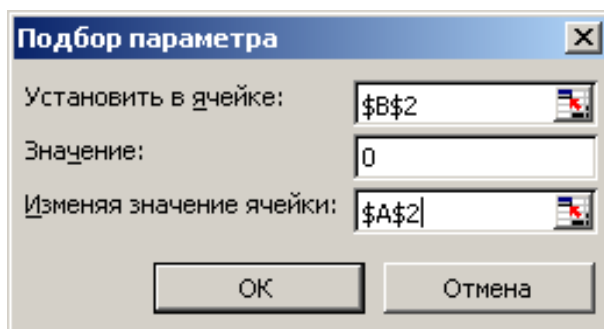 Подбор параметра
Установить в ячейке: $B$2
Значение: 0
Изменяя значение ячейки: $A$2
ОК Отмена